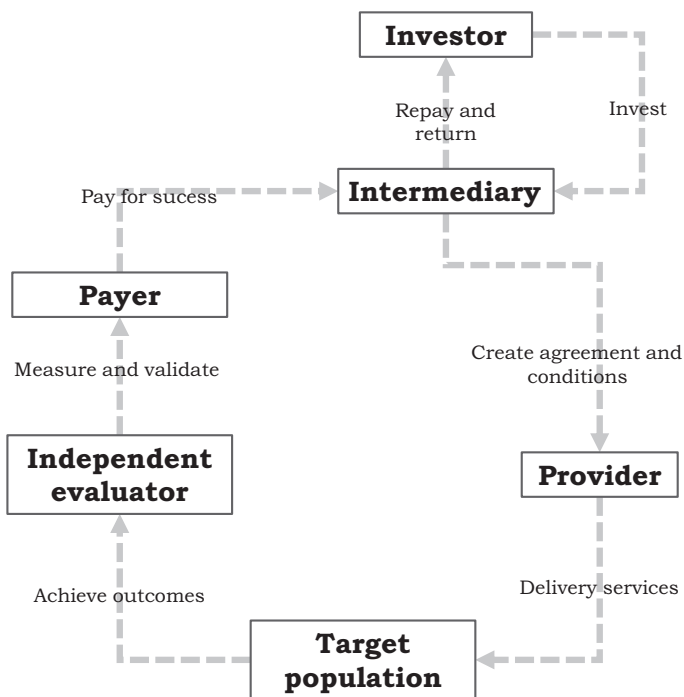 Investor
Repay and
return
Invest
Intermediary
Pay for sucess
Payer
Create agreement and
conditions
Measure and validate
Independent
evaluator
Provider
Delivery services
Achieve outcomes
Target
population